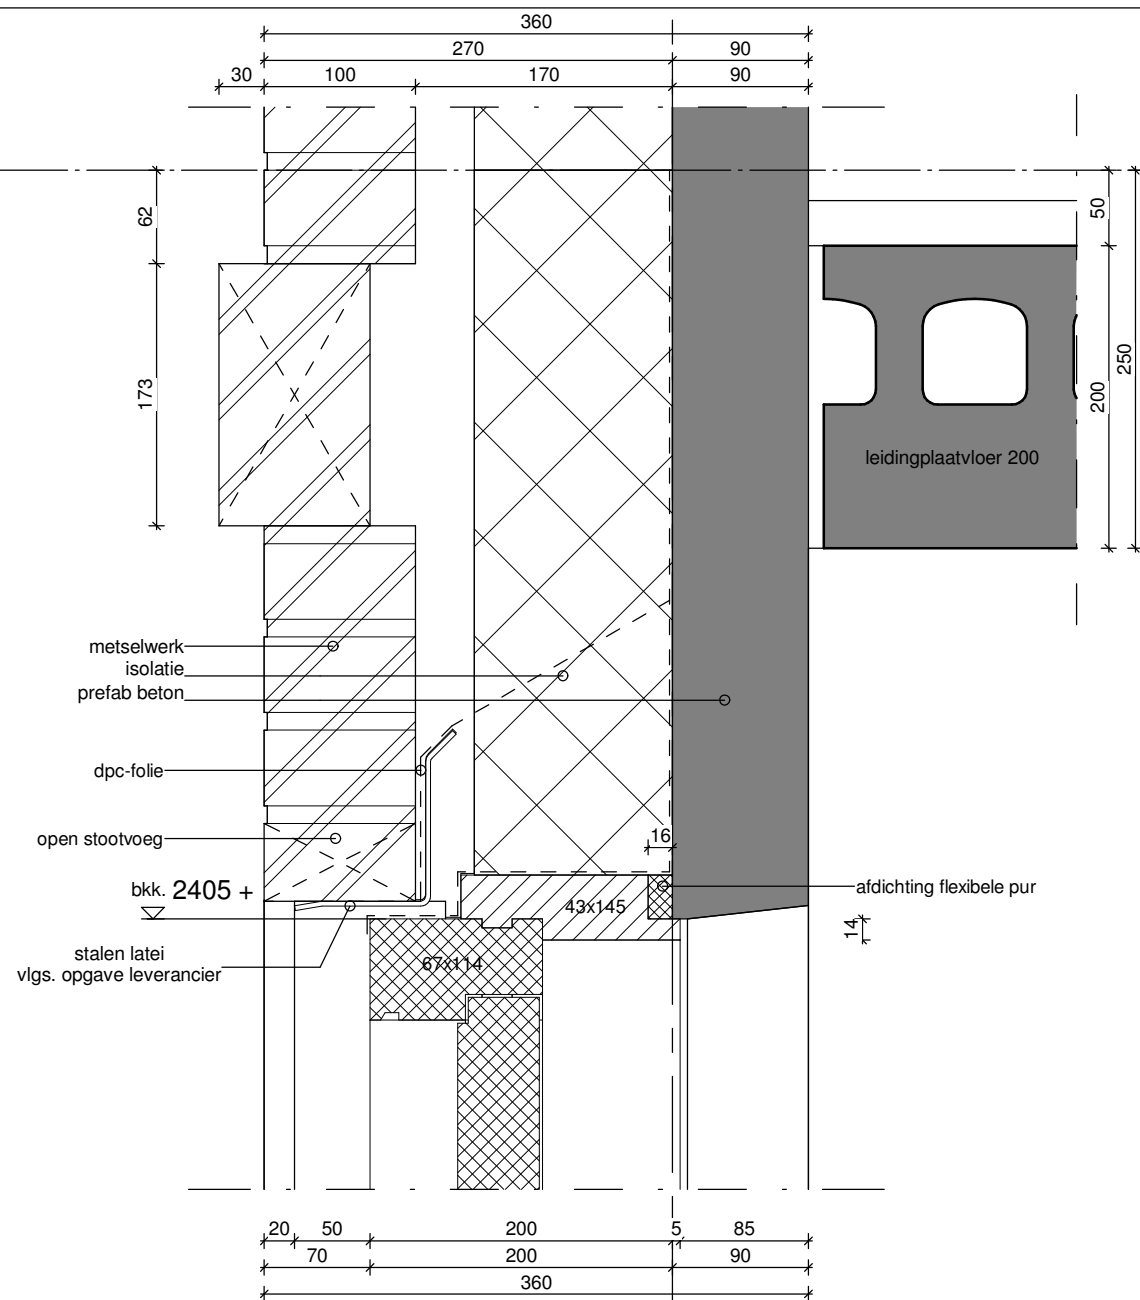 360
270 90
30 100 170 90
62
50
173
200
250
leidingplaatvloer 200
metselwerk
isolatie
prefab beton
dpc-folie
open stootvoeg
16
bkk. 2405 +
43x145
afdichting flexibele pur
14
stalen latei
vlgs. opgave leverancier
67x114
20 50 200 5 85
70 200 90
360